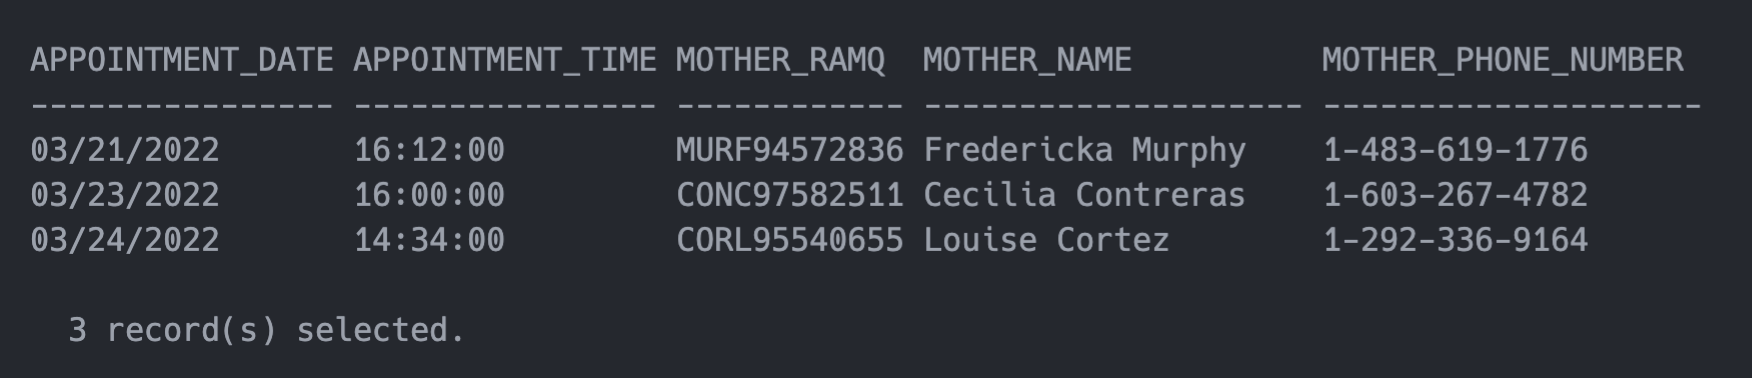 APPOINTMENT_DATE APPOINTMENT_TIME MOTHER_RAMQ  MOTHER_NAME          MOTHER_PHONE_NUMBER
---------------- ---------------- ------------ -------------------- --------------------
03/21/2022       16:12:00         MURF94572836 Fredericka Murphy    1-483-619-1776
03/23/2022       16:00:00         CONC97582511 Cecilia Contreras    1-603-267-4782
03/24/2022       14:34:00         CORL95540655 Louise Cortez        1-292-336-9164
  3 record(s) selected.